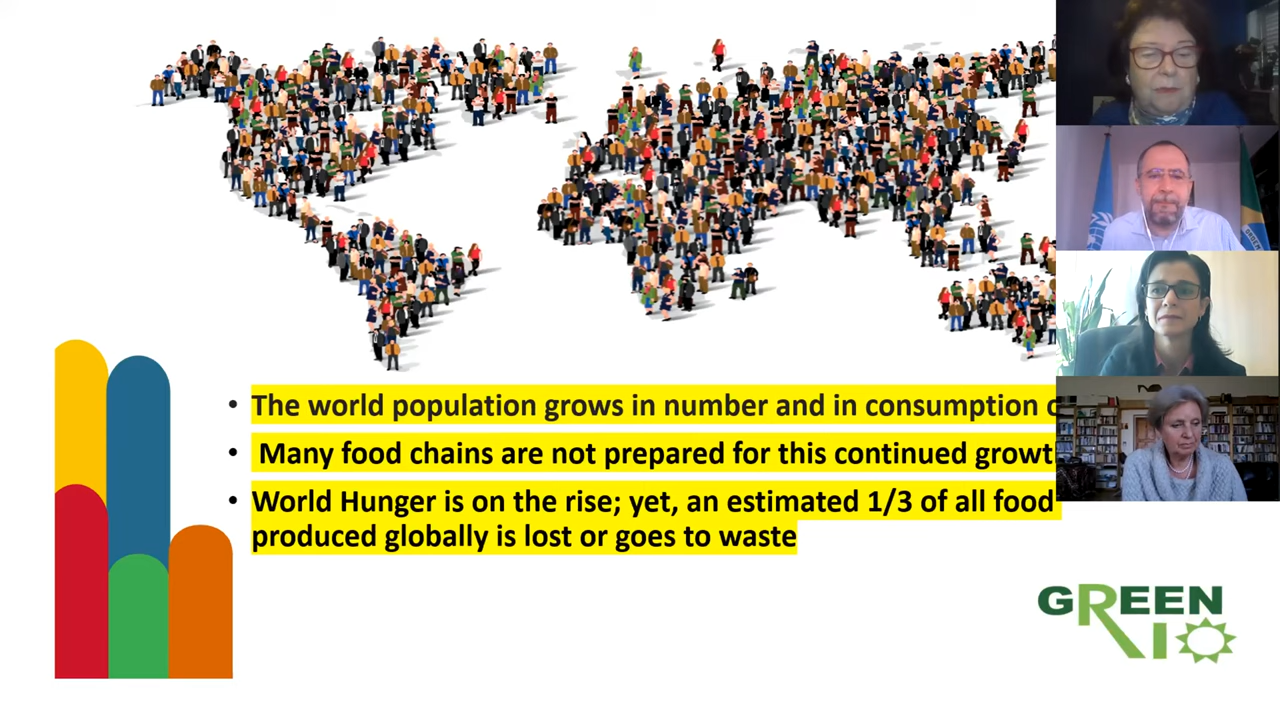 • The world population grows in number and in consumption
• Many food chains are not prepared for this continued growt
• World Hunger is on the rise; yet, an estimated 1/3 of all food
produced globally is lost or goes to waste
GREEN
RIO